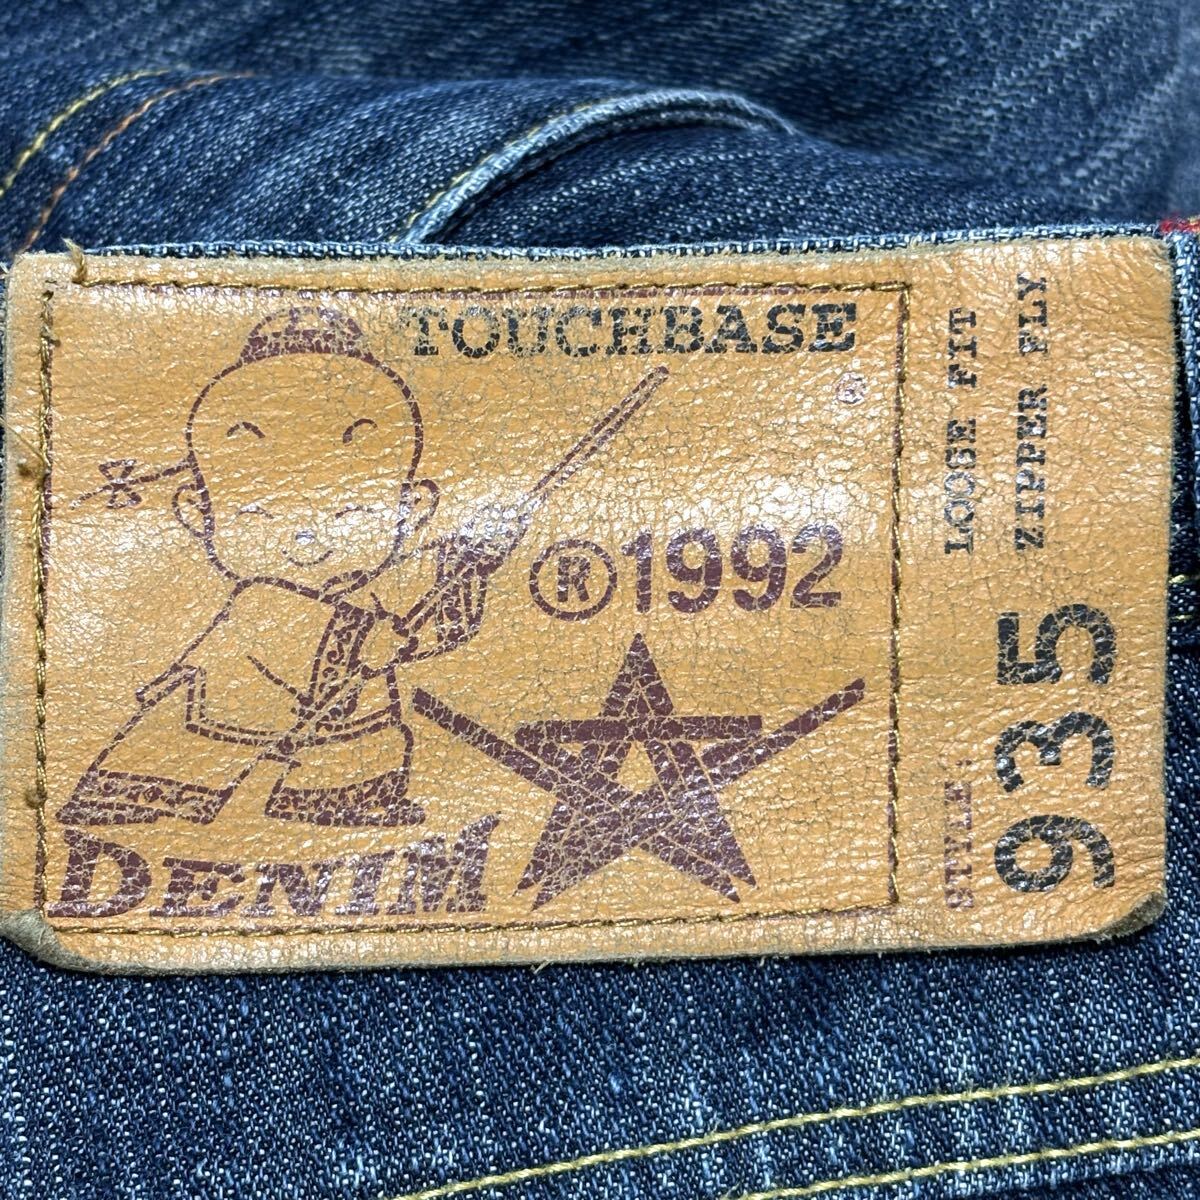 TOUCHBASE
®
®1992
DENIM
LOOSE FIT
ZIPPER FLY
STYLE:
935